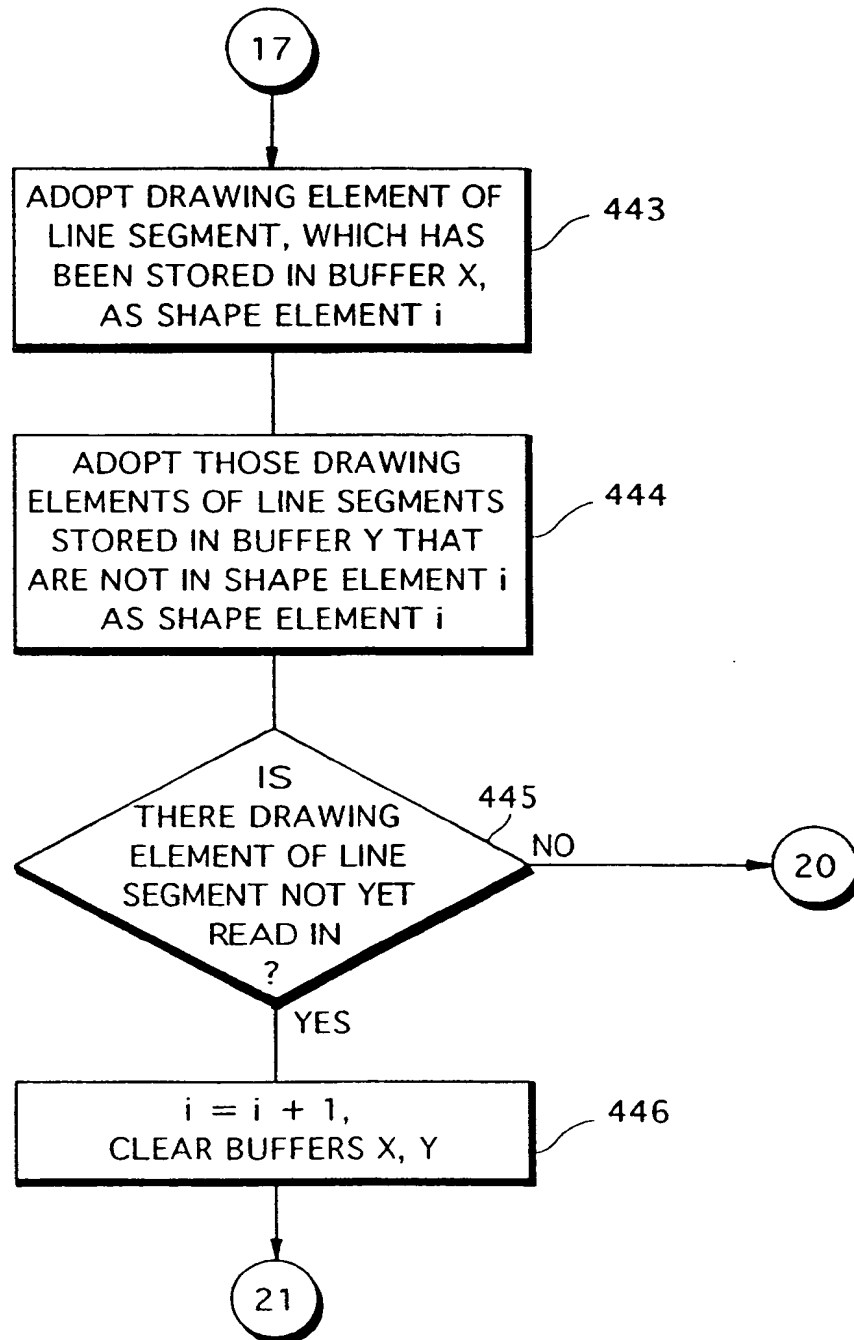 17
ADOPT DRAWING ELEMENT OF
LINE SEGMENT, WHICH HAS
BEEN STORED IN BUFFER X,
AS SHAPE ELEMENT i
443
ADOPT THOSE DRAWING
ELEMENTS OF LINE SEGMENTS
STORED IN BUFFER Y THAT
ARE NOT IN SHAPE ELEMENT i
AS SHAPE ELEMENT i
444
IS
THERE DRAWING
ELEMENT OF LINE
SEGMENT NOT YET
READ IN
?
445
NO
20
YES
i = i + 1,
CLEAR BUFFERS X, Y
446
21